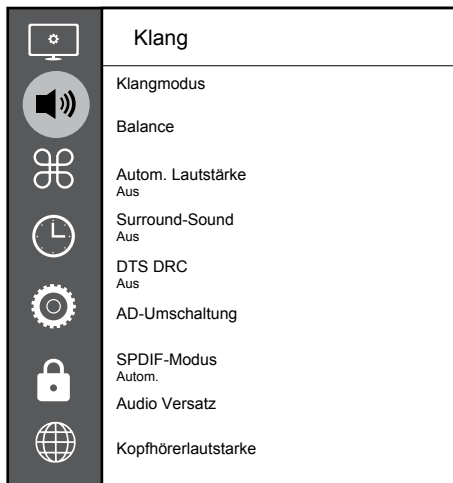 Klang
Klangmodus
Balance
Autom. Lautstärke
Aus
Surround-Sound
Aus
DTS DRC
Aus
AD-Umschaltung
SPDIF-Modus
Autom.
Audio Versatz
Kopfhörerlautstarke